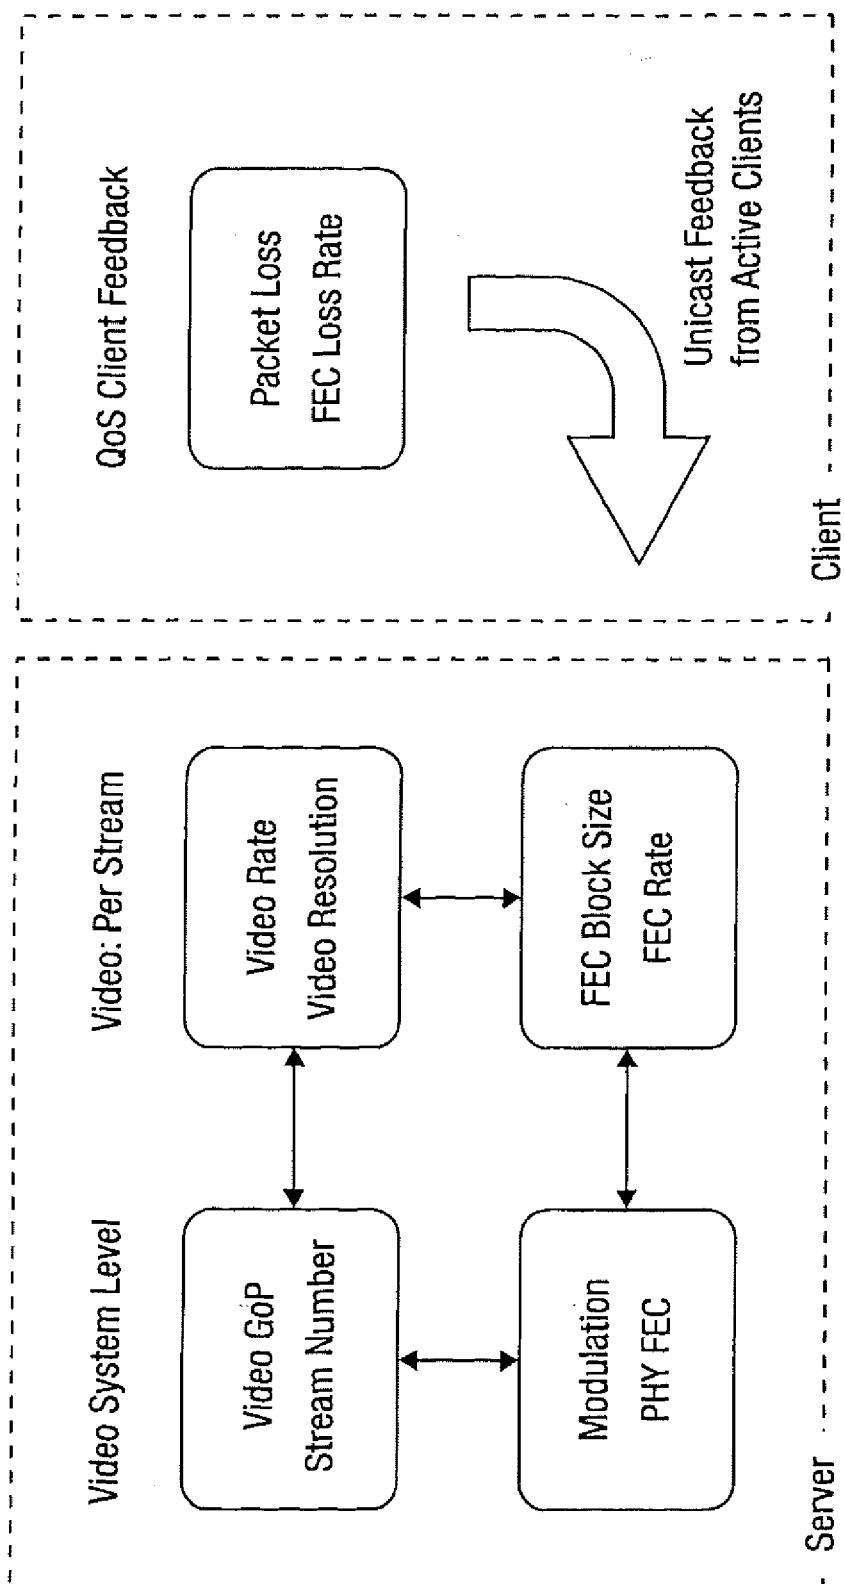 Video System Level
Video GoP
Stream Number
Modulation
PHY FEC
Video: Per Stream
Video Rate
Video Resolution
FEC Block Size
FEC Rate
Server
QoS Client Feedback
Packet Loss
FEC Loss Rate
Unicast Feedback
from Active Clients
Client